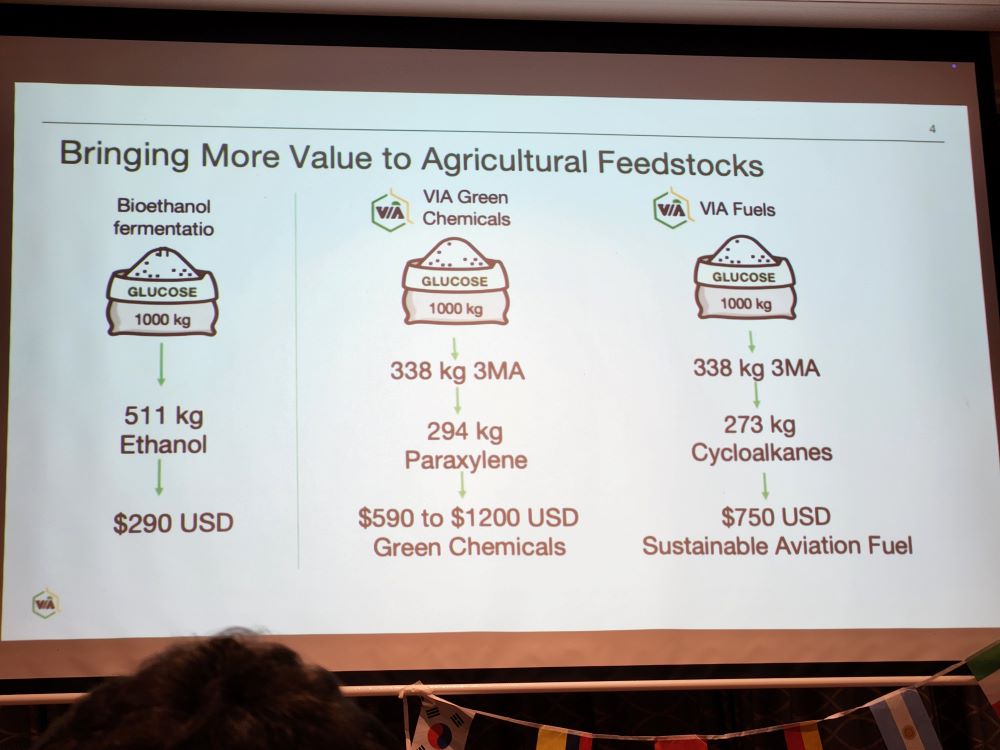 4
Bringing More Value to Agricultural Feedstocks
Bioethanol
fermentatio
GLUCOSE
1000 kg
511 kg
Ethanol
$290 USD
VIA
VIA Green
Chemicals
GLUCOSE
1000 kg
338 kg 3MA
294 kg
Paraxylene
$590 to $1200 USD
Green Chemicals
VIA
VIA Fuels
GLUCOSE
1000 kg
338 kg 3MA
273 kg
Cycloalkanes
$750 USD
Sustainable Aviation Fuel
VIA